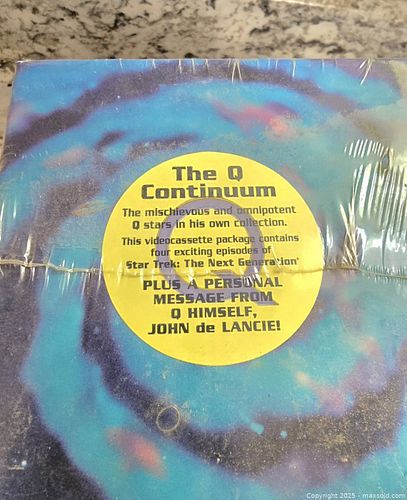 The Q
Continuum
The mischievous and omnipotent
Q stars in his own collection.
This videocassette package contains
four exciting episodes of
'Star Trek: The Next Generation'
PLUS A PERSONAL
MESSAGE FROM
Q HIMSELF,
JOHN de LANCIE!
Copyright 2025 - maxsold.com